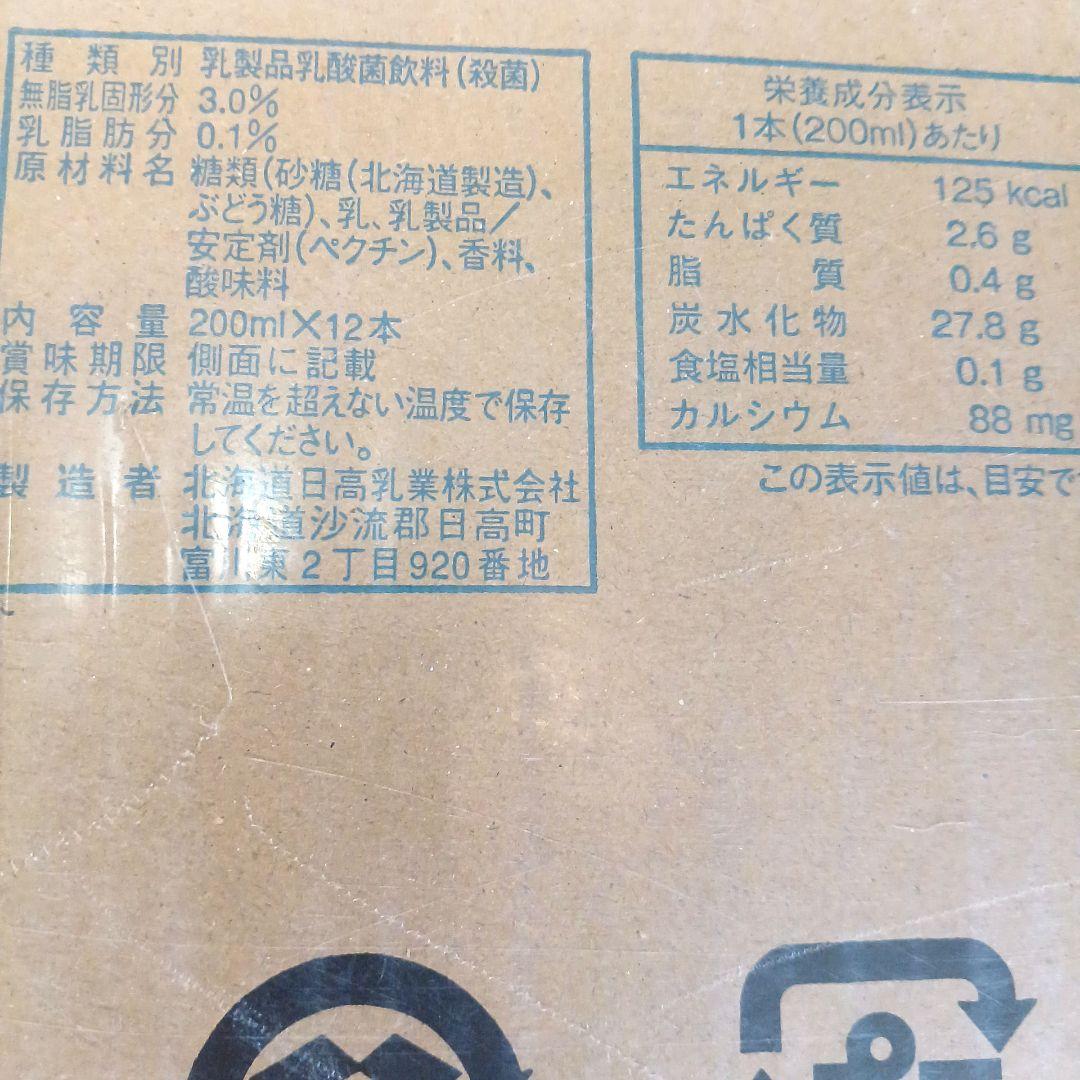 種類別 乳製品乳酸菌飲料(殺菌)
無脂乳固形分 3.0%
乳脂肪分 0.1%
原材料名 糖類(砂糖(北海道製造)、
ぶどう糖)、乳、乳製品/
安定剤(ペクチン)、香料、
酸味料
内容量 200ml×12本
賞味期限 側面に記載
保存方法 常温を超えない温度で保存
してください。
製造者 北海道日高乳業株式会社
北海道沙流郡日高町
富川東2丁目920番地
栄養成分表示
1本(200ml)あたり
エネルギー 125 kcal
たんぱく質 2.6 g
脂質 0.4 g
炭水化物 27.8 g
食塩相当量 0.1 g
カルシウム 88 mg
この表示値は、目安で